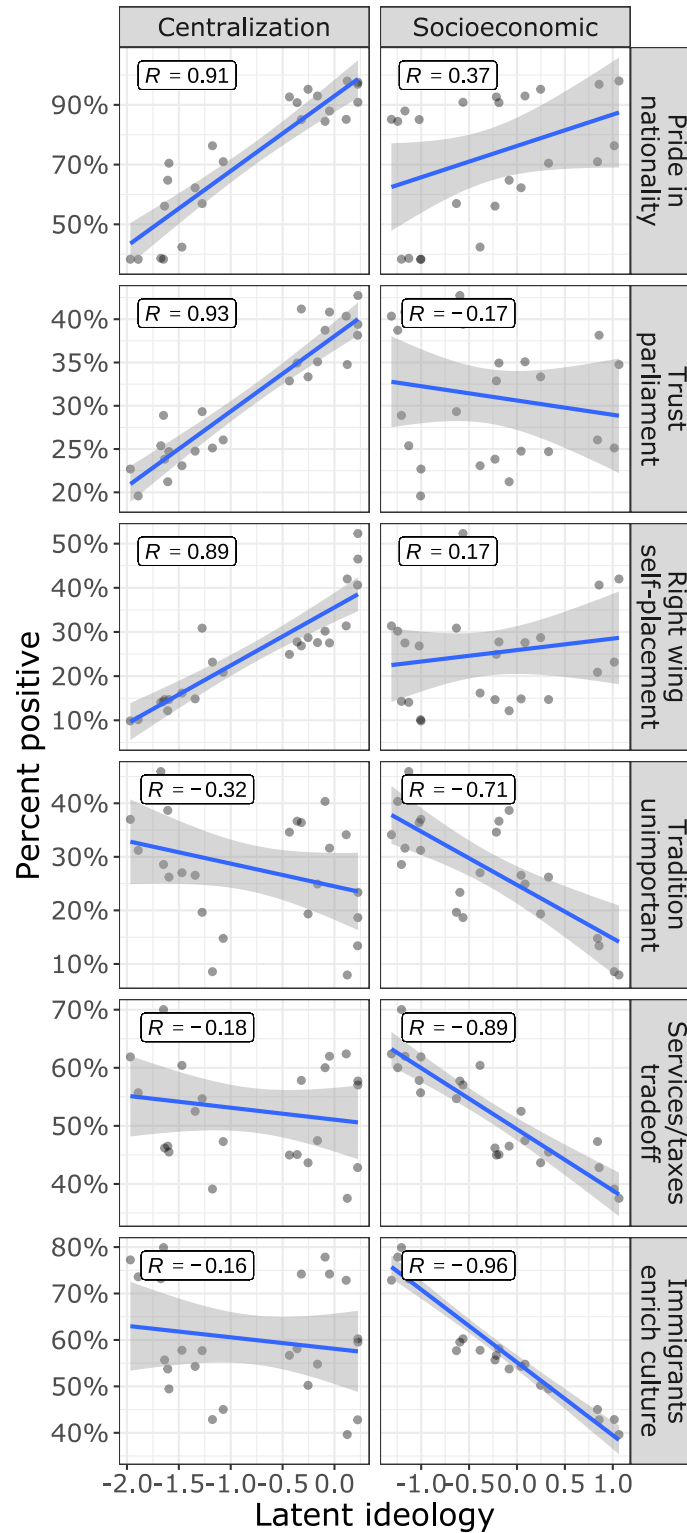 Centralization
Socioeconomic
R = 0.91
R = 0.37
90%
70%
50%
Pride in
nationality
R = 0.93
R = −0.17
40%
35%
30%
25%
20%
Trust
parliament
R = 0.89
R = 0.17
50%
40%
30%
20%
10%
Right wing
self-placement
R = −0.32
R = −0.71
40%
30%
20%
10%
Tradition
unimportant
R = −0.18
R = −0.89
70%
60%
50%
40%
Services/taxes
tradeoff
R = −0.16
R = −0.96
80%
70%
60%
50%
40%
Immigrants
enrich culture
Percent positive
-2.0 -1.5 -1.0 -0.5 0.0
-1.0 -0.5 0.0 0.5 1.0
Latent ideology